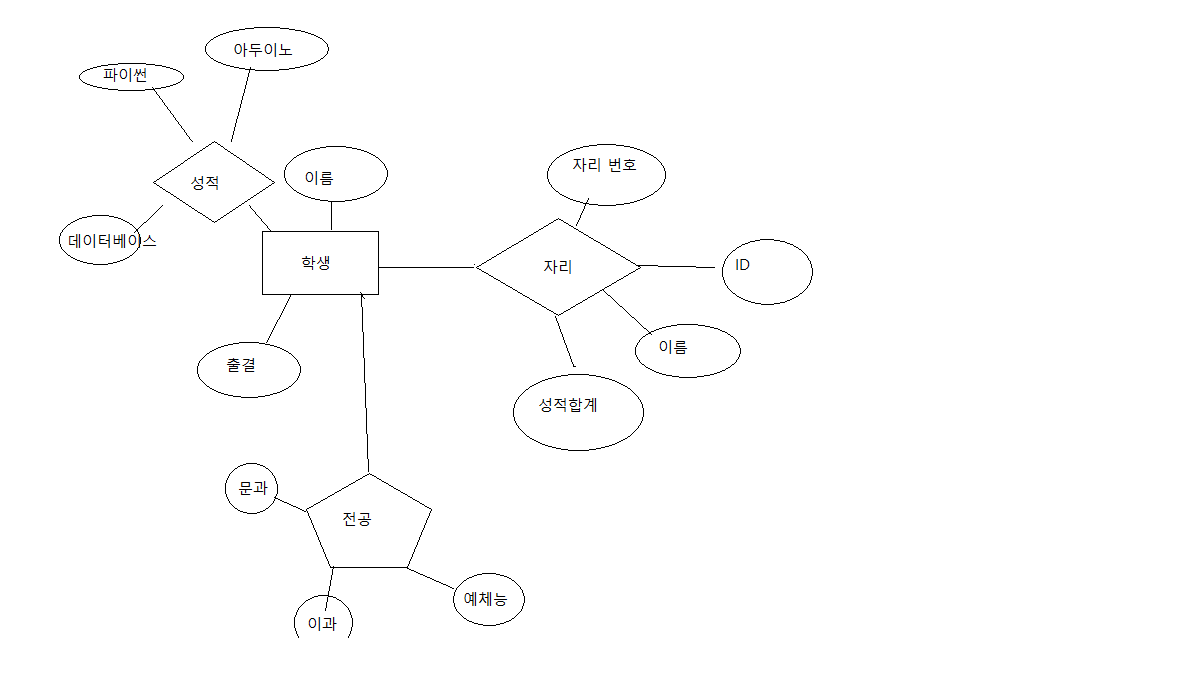 아두이노
파이썬
이름
자리 번호
성적
데이터베이스
학생
자리
ID
이름
출결
성적합계
문과
전공
예체능
이과